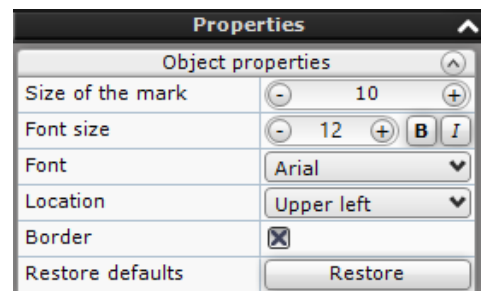 Properties
Object properties
Size of the mark - 10 +
Font size - 12 + B I
Font Arial
Location Upper left
Border
Restore defaults Restore